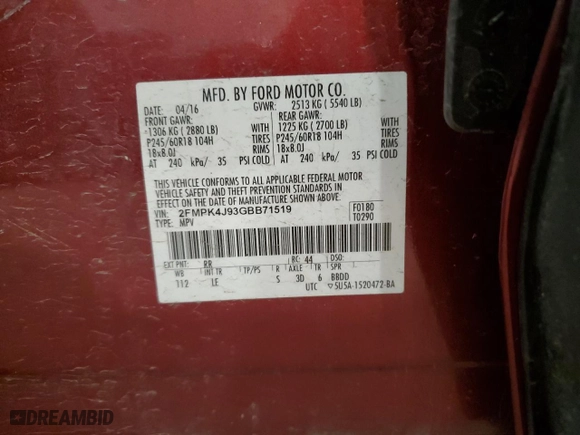 MFD. BY FORD MOTOR CO.
DATE: 04/16 GVWR: 2513 KG ( 5540 LB)
FRONT GAWR: REAR GAWR:
1306 KG ( 2880 LB) WITH 1225 KG ( 2700 LB) WITH
P245/60R18 104H TIRES P245/60R18 104H TIRES
18x8.0J RIMS 18x8.0J RIMS
AT 240 kPa/ 35 PSI COLD AT 240 kPa/ 35 PSI COLD
THIS VEHICLE CONFORMS TO ALL APPLICABLE FEDERAL MOTOR
VEHICLE SAFETY AND THEFT PREVENTION STANDARDS IN
EFFECT ON THE DATE OF MANUFACTURE SHOWN ABOVE.
VIN: 2FMPK4J93GBB71519 F0180
TYPE: MPV T0290
EXT PNT: RR RC: 44 DSO:
WB INT TR TP/PS R AXLE TR SPR
112 LE S 3D 6 BBDD
UTC ▽5U5A-1520472-BA
DREAMBID